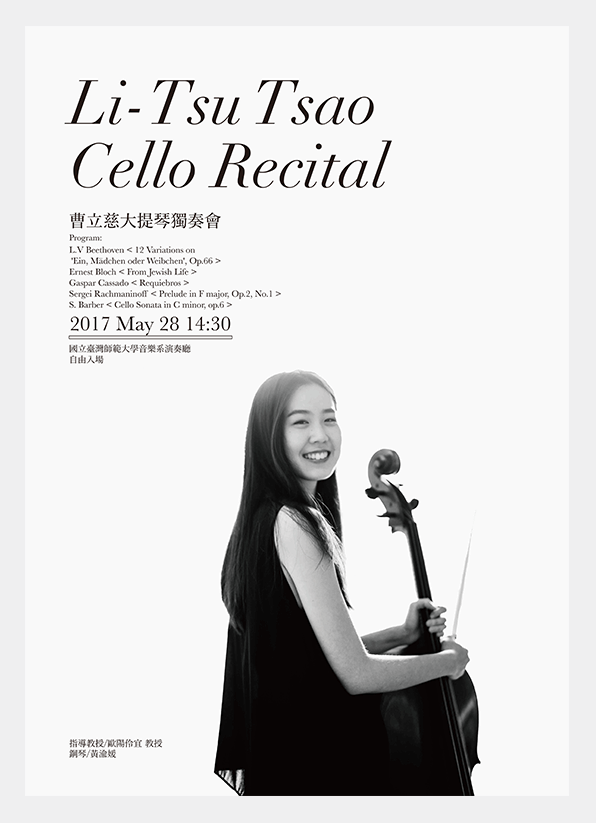 Li-Tsu Tsao
Cello Recital
曹立慈大提琴獨奏會
Program:
L.V Beethoven < 12 Variations on
"Ein, Mädchen oder Weibchen", Op.66 >
Ernest Bloch < From Jewish Life >
Gaspar Cassado < Requiebros >
Sergei Rachmaninoff < Prelude in F major, Op.2, No.1 >
S. Barber < Cello Sonata in C minor, op.6 >
2017 May 28 14:30
國立臺灣師範大學音樂系演奏廳
自由入場
指導教授/歐陽伶宜 教授
鋼琴/黃渝媛